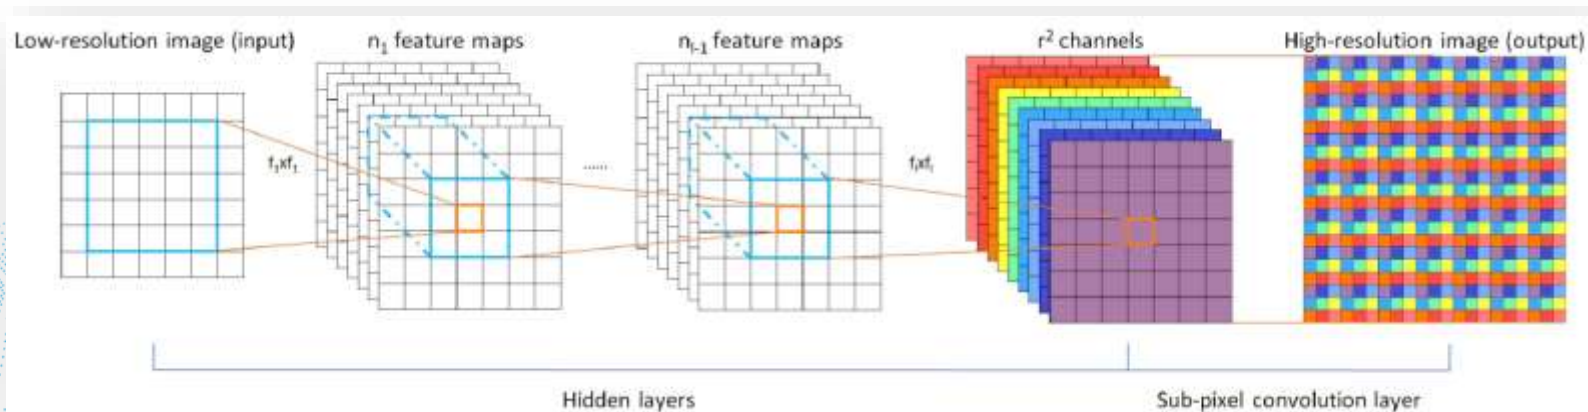 Low-resolution image (input)
n₁ feature maps
nₗ₋₁ feature maps
r² channels
High-resolution image (output)
f₁xf₁
......
fₗxfₗ
Hidden layers
Sub-pixel convolution layer